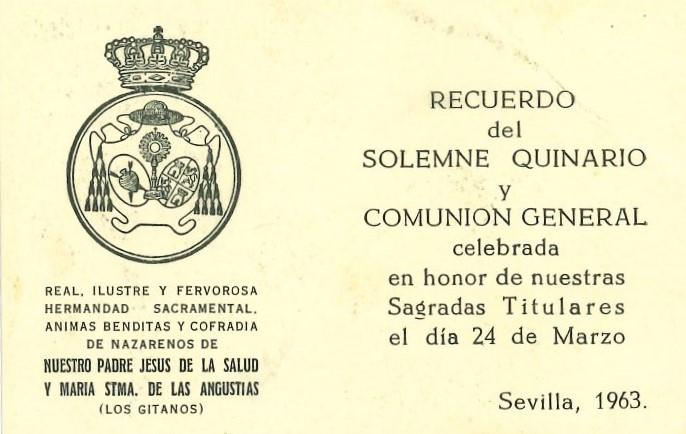 REAL, ILUSTRE Y FERVOROSA
HERMANDAD SACRAMENTAL,
ANIMAS BENDITAS Y COFRADIA
DE NAZARENOS DE
NUESTRO PADRE JESUS DE LA SALUD
Y MARIA STMA. DE LAS ANGUSTIAS
(LOS GITANOS)
RECUERDO
del
SOLEMNE QUINARIO
y
COMUNION GENERAL
celebrada
en honor de nuestras
Sagradas Titulares
el día 24 de Marzo
Sevilla, 1963.